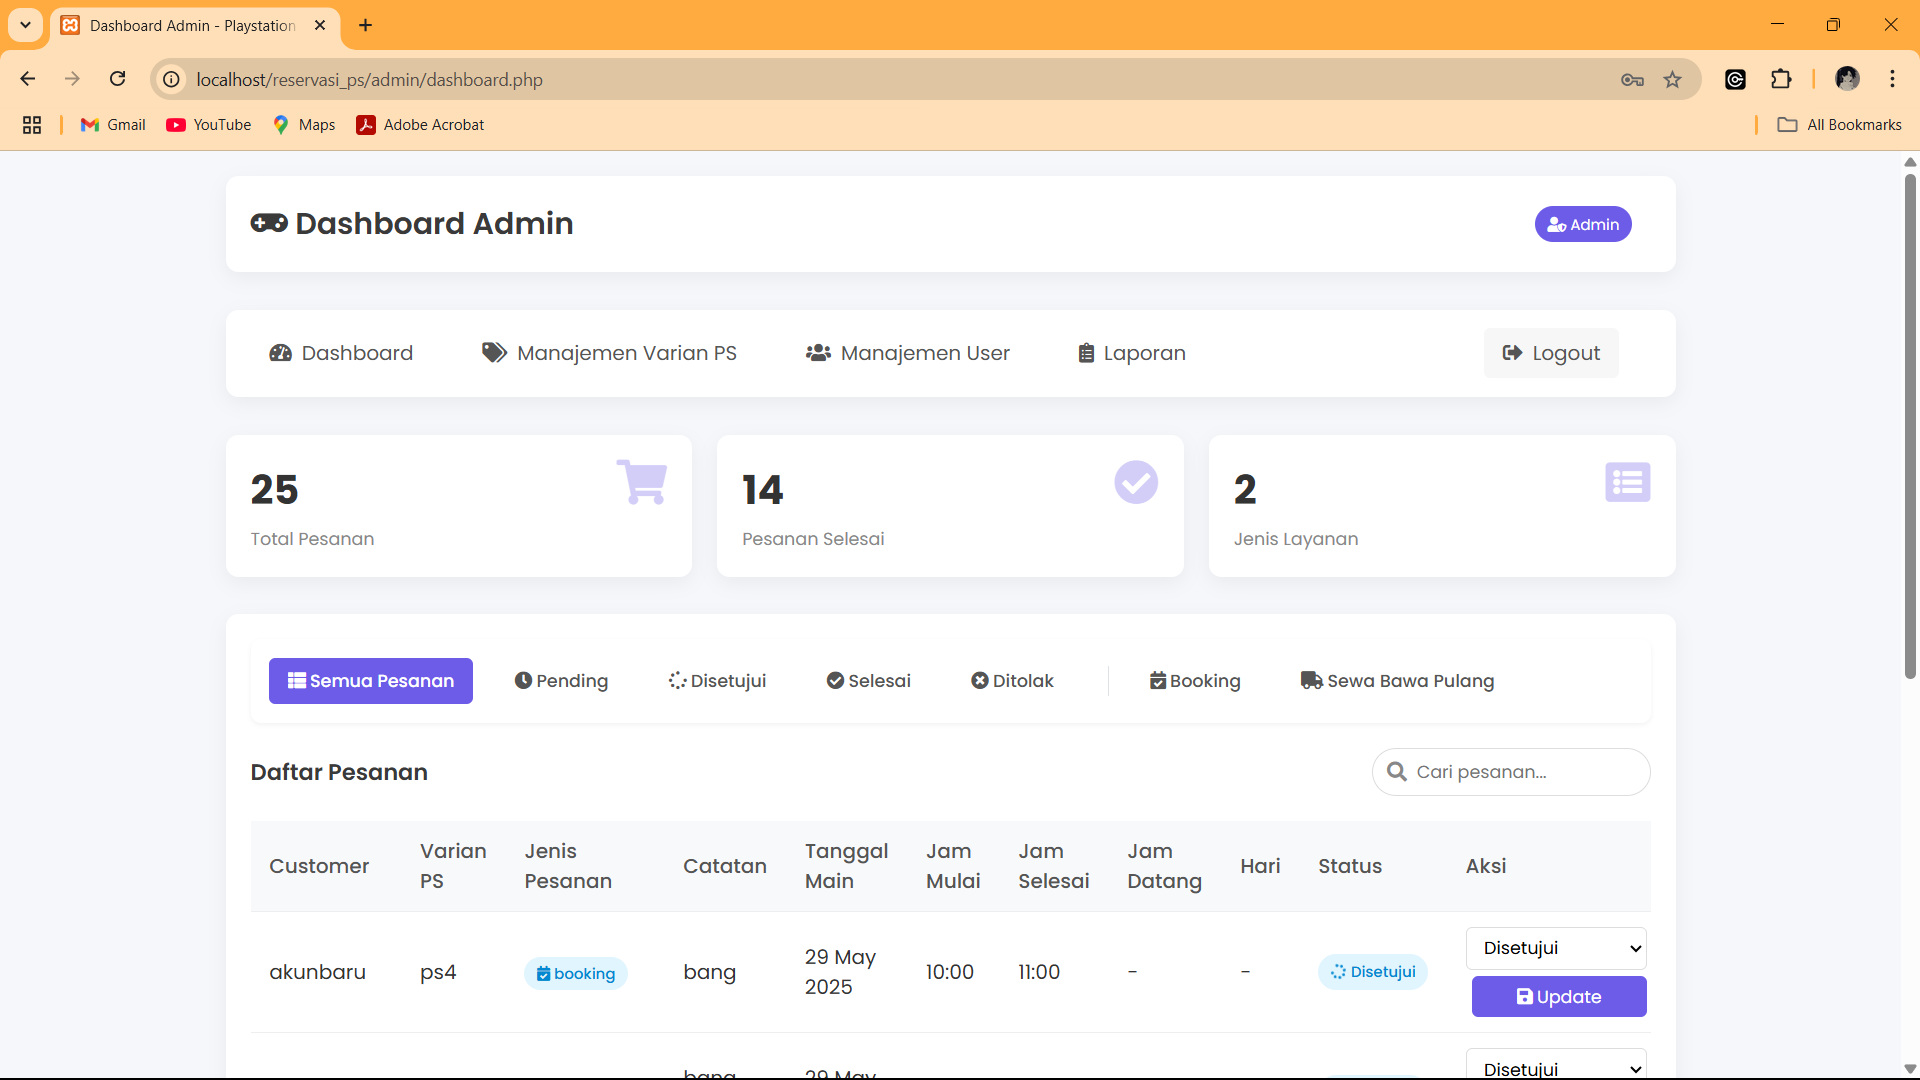 Dashboard Admin - Playstation
localhost/reservasi_ps/admin/dashboard.php
Gmail YouTube Maps Adobe Acrobat All Bookmarks
Dashboard Admin Admin
Dashboard Manajemen Varian PS Manajemen User Laporan Logout
25 14 2
Total Pesanan Pesanan Selesai Jenis Layanan
Semua Pesanan Pending Disetujui Selesai Ditolak Booking Sewa Bawa Pulang
Daftar Pesanan Cari pesanan...
Customer Varian PS Jenis Pesanan Catatan Tanggal Main Jam Mulai Jam Selesai Jam Datang Hari Status Aksi
akunbaru ps4 booking bang 29 May 2025 10:00 11:00 - - Disetujui Disetujui
Update
bang 29 May Disetujui